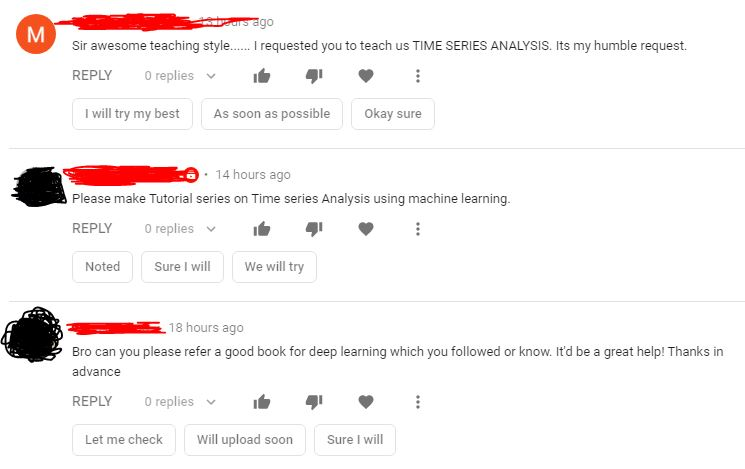 M
13 hours ago
Sir awesome teaching style...... I requested you to teach us TIME SERIES ANALYSIS. Its my humble request.
REPLY 0 replies
I will try my best As soon as possible Okay sure
• 14 hours ago
Please make Tutorial series on Time series Analysis using machine learning.
REPLY 0 replies
Noted Sure I will We will try
18 hours ago
Bro can you please refer a good book for deep learning which you followed or know. It'd be a great help! Thanks in
advance
REPLY 0 replies
Let me check Will upload soon Sure I will